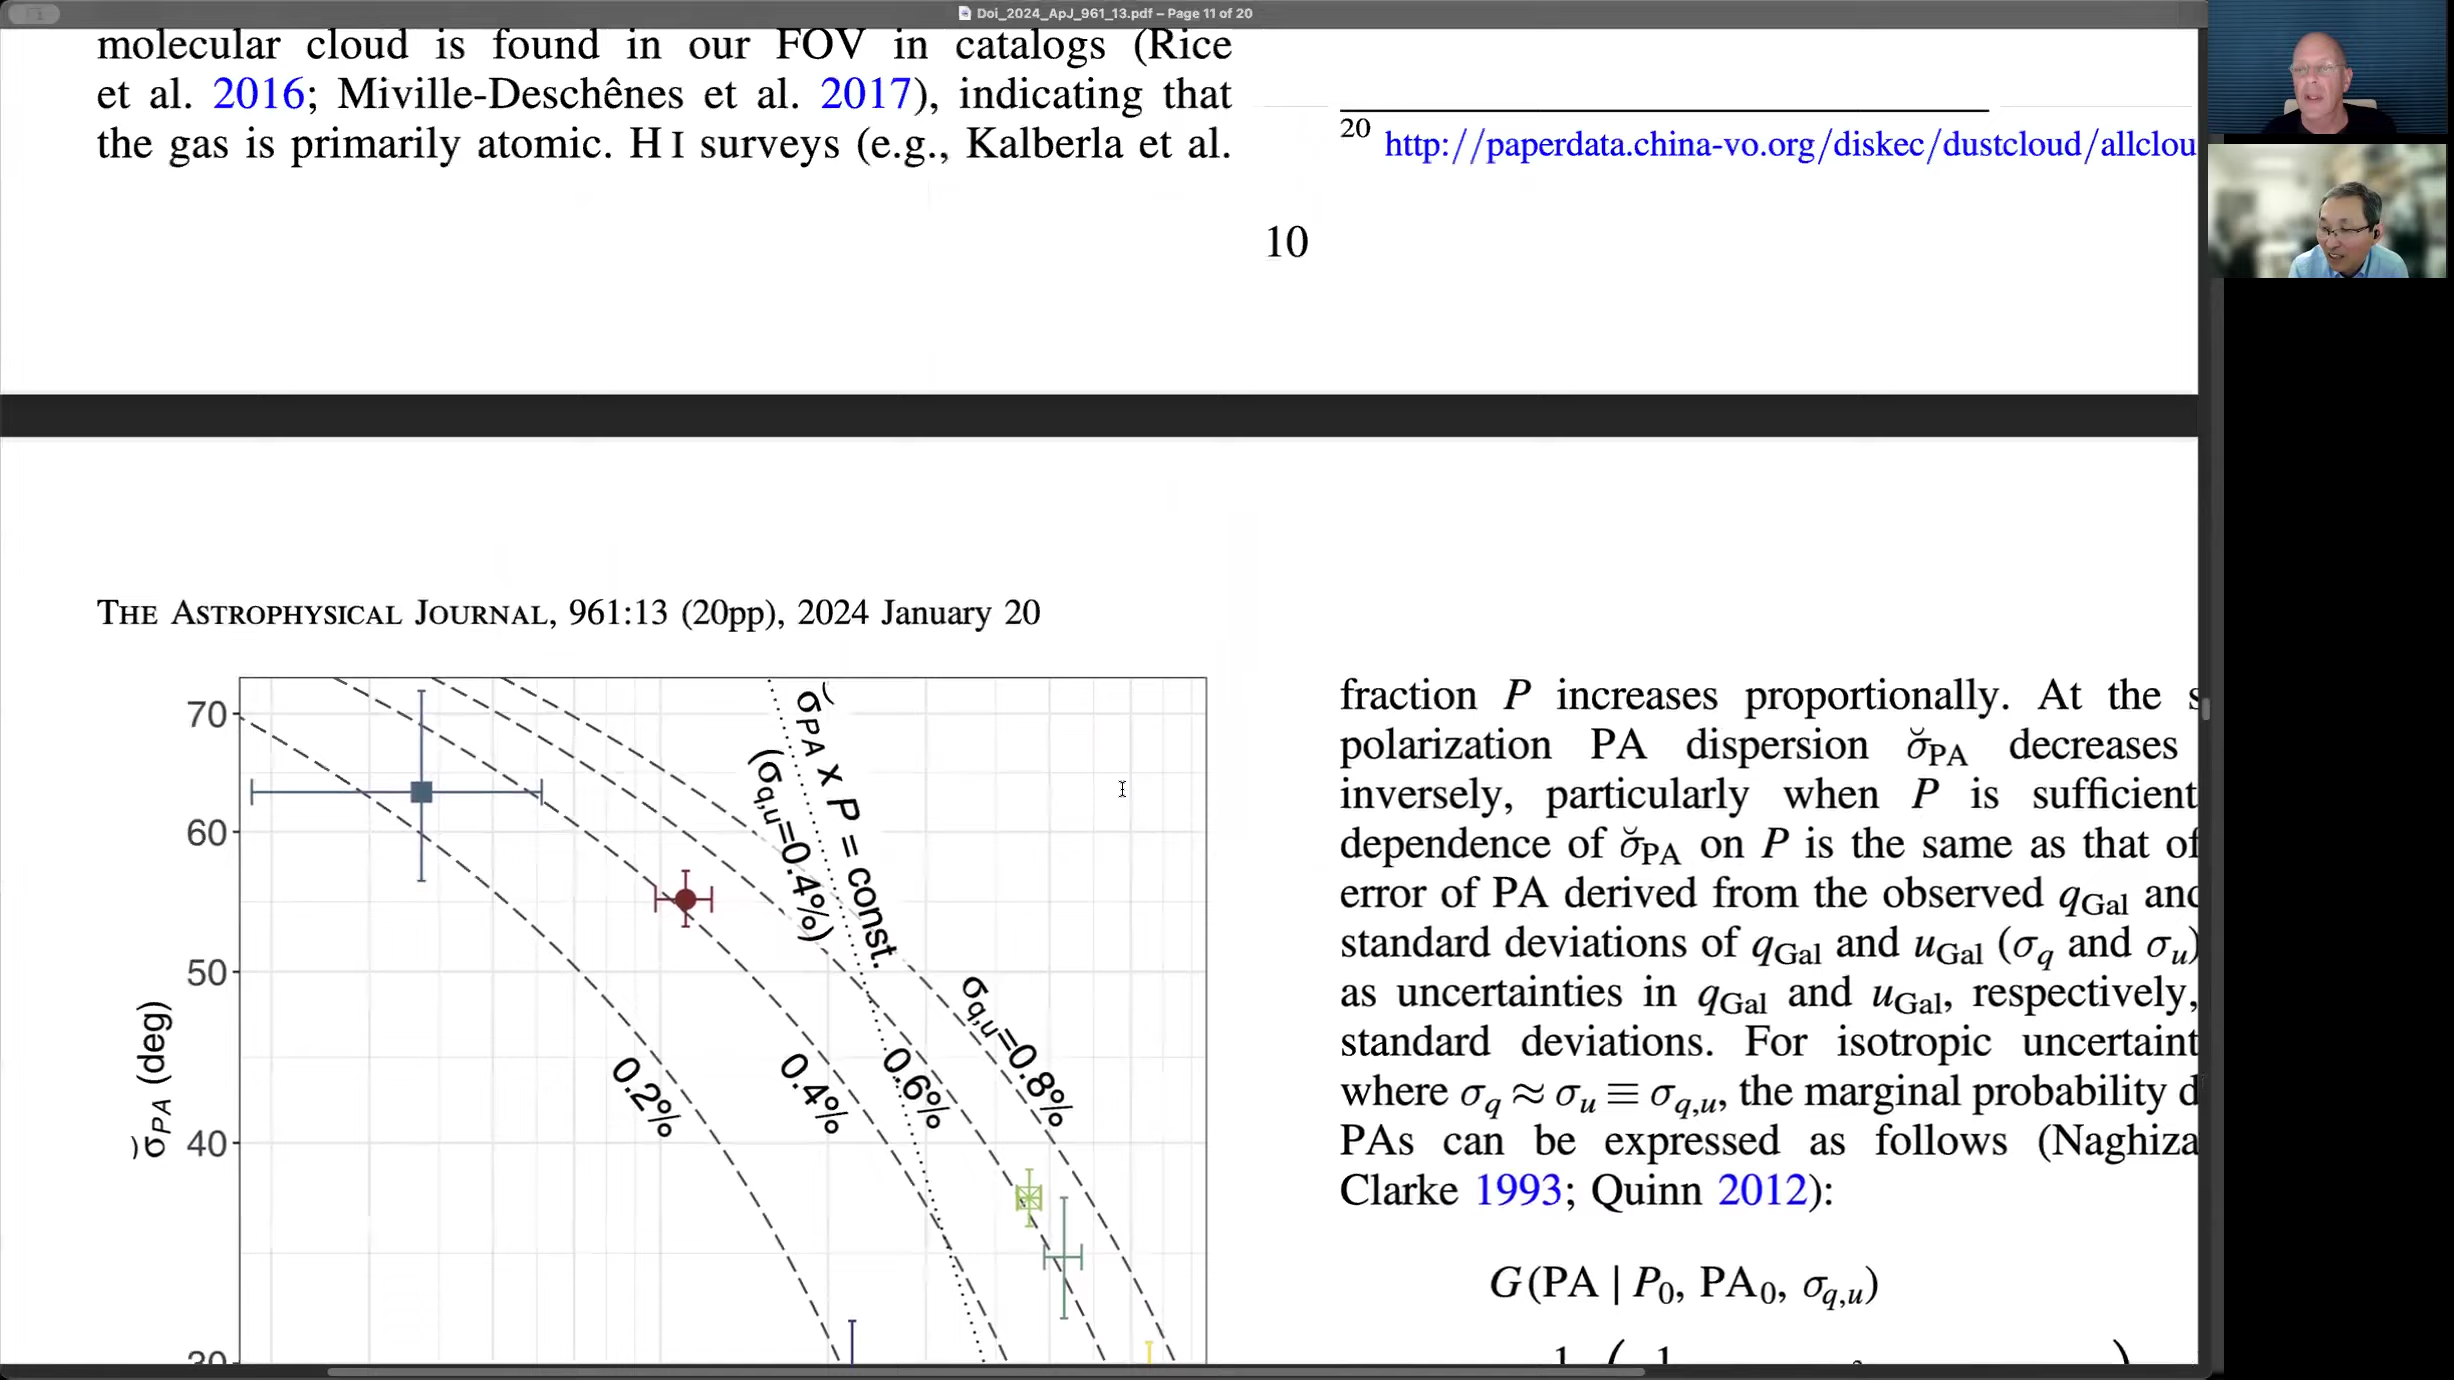 Doi_2024_ApJ_961_13.pdf – Page 11 of 20
molecular cloud is found in our FOV in catalogs (Rice
et al. 2016; Miville-Deschênes et al. 2017), indicating that
the gas is primarily atomic. H I surveys (e.g., Kalberla et al.
20 http://paperdata.china-vo.org/diskec/dustcloud/allclou
10
THE ASTROPHYSICAL JOURNAL, 961:13 (20pp), 2024 January 20
70
60
50
40
30
σ̆PA (deg)
σ̆PA x P = const.
(σq,u=0.4%)
σq,u=0.8%
0.2%
0.4%
0.6%
fraction P increases proportionally. At the s
polarization PA dispersion σ̆PA decreases
inversely, particularly when P is sufficient
dependence of σ̆PA on P is the same as that of
error of PA derived from the observed qGal and
standard deviations of qGal and uGal (σq and σu)
as uncertainties in qGal and uGal, respectively,
standard deviations. For isotropic uncertaint
where σq ≈ σu ≡ σq,u, the marginal probability d
PAs can be expressed as follows (Naghiza
Clarke 1993; Quinn 2012):
G(PA | P0, PA0, σq,u)